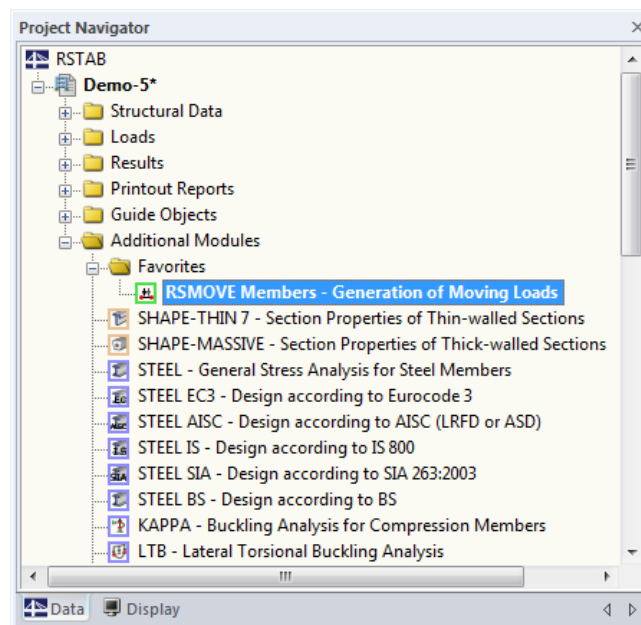 Project Navigator
RSTAB
Demo-5*
Structural Data
Loads
Results
Printout Reports
Guide Objects
Additional Modules
Favorites
RSMOVE Members - Generation of Moving Loads
SHAPE-THIN 7 - Section Properties of Thin-walled Sections
SHAPE-MASSIVE - Section Properties of Thick-walled Sections
STEEL - General Stress Analysis for Steel Members
STEEL EC3 - Design according to Eurocode 3
STEEL AISC - Design according to AISC (LRFD or ASD)
STEEL IS - Design according to IS 800
STEEL SIA - Design according to SIA 263:2003
STEEL BS - Design according to BS
KAPPA - Buckling Analysis for Compression Members
LTB - Lateral Torsional Buckling Analysis
Data Display